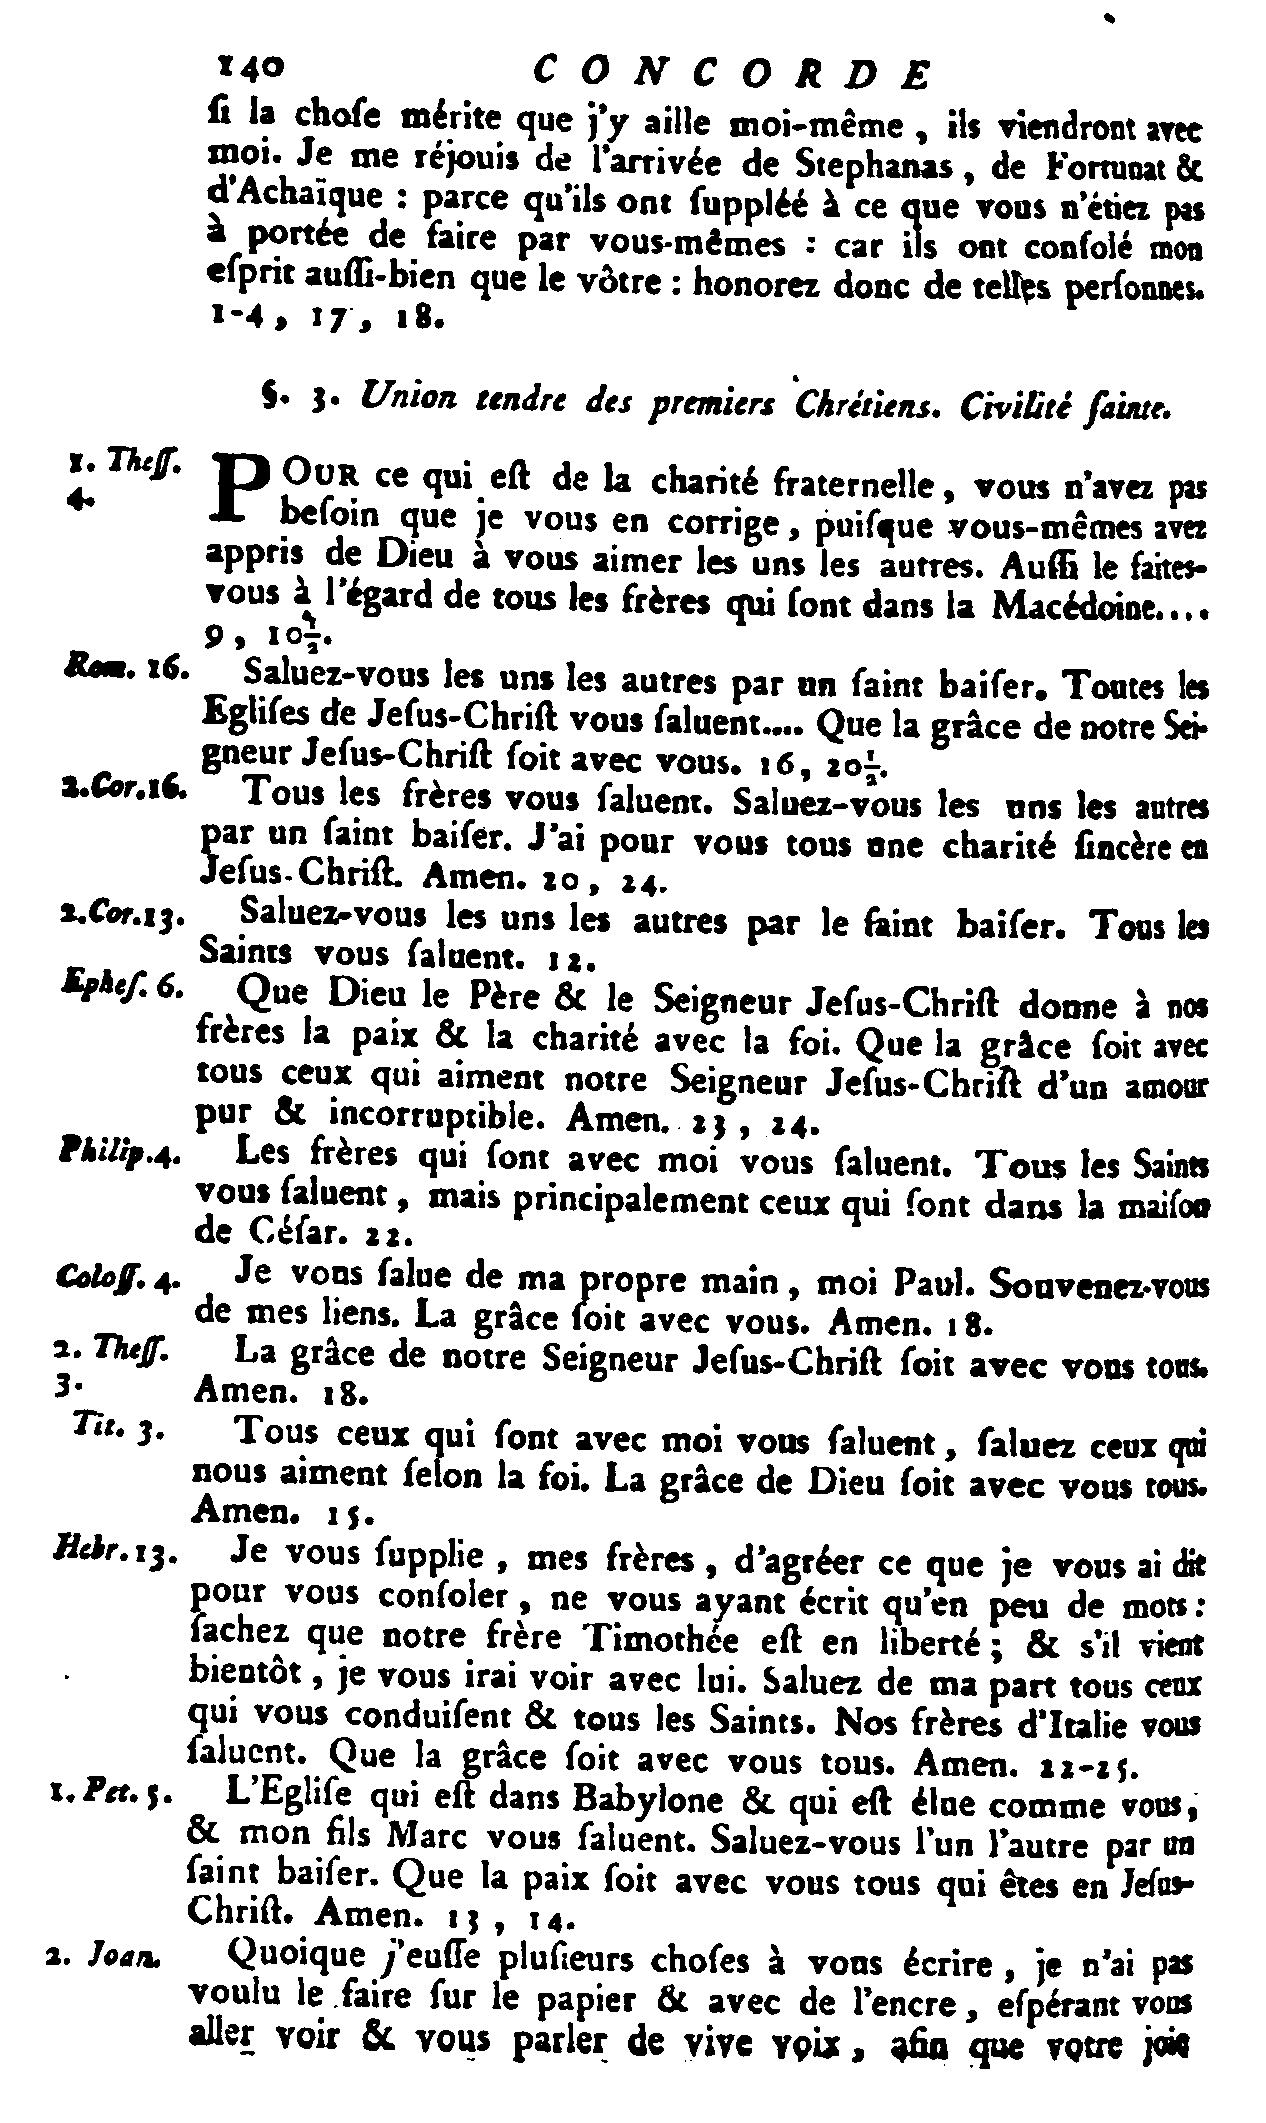 140 CONCORDE
ſi la choſe mérite que j'y aille moi-même, ils viendront avec
moi. Je me réjouis de l'arrivée de Stephanas, de Fortunat &
d'Achaïque : parce qu'ils ont ſuppléé à ce que vous n'étiez pas
à portée de faire par vous-mêmes : car ils ont conſolé mon
eſprit auſſi-bien que le vôtre : honorez donc de telles perſonnes.
1-4, 17, 18.
§. 3. Union tendre des premiers Chrétiens. Civilité ſainte.
1. Theſſ. POUR ce qui eſt de la charité fraternelle, vous n'avez pas
4. beſoin que je vous en corrige, puiſque vous-mêmes avez
appris de Dieu à vous aimer les uns les autres. Auſſi le faites-
vous à l'égard de tous les frères qui ſont dans la Macédoine....
9, 10½.
Rom. 16. Saluez-vous les uns les autres par un ſaint baiſer. Toutes les
Egliſes de Jeſus-Chriſt vous ſaluent.... Que la grâce de notre Sei-
gneur Jeſus-Chriſt ſoit avec vous. 16, 20½.
2.Cor.16. Tous les frères vous ſaluent. Saluez-vous les uns les autres
par un ſaint baiſer. J'ai pour vous tous une charité ſincère en
Jeſus-Chriſt. Amen. 20, 24.
2.Cor.13. Saluez-vous les uns les autres par le ſaint baiſer. Tous les
Saints vous ſaluent. 12.
Epheſ. 6. Que Dieu le Père & le Seigneur Jeſus-Chriſt donne à nos
frères la paix & la charité avec la foi. Que la grâce ſoit avec
tous ceux qui aiment notre Seigneur Jeſus-Chriſt d'un amour
pur & incorruptible. Amen. 23, 24.
Philip.4. Les frères qui ſont avec moi vous ſaluent. Tous les Saints
vous ſaluent, mais principalement ceux qui ſont dans la maiſon
de Céſar. 22.
Coloſſ. 4. Je vous ſalue de ma propre main, moi Paul. Souvenez-vous
de mes liens. La grâce ſoit avec vous. Amen. 18.
2. Theſſ. La grâce de notre Seigneur Jeſus-Chriſt ſoit avec vous tous.
3. Amen. 18.
Tit. 3. Tous ceux qui ſont avec moi vous ſaluent, ſaluez ceux qui
nous aiment ſelon la foi. La grâce de Dieu ſoit avec vous tous.
Amen. 15.
Hebr.13. Je vous ſupplie, mes frères, d'agréer ce que je vous ai dit
pour vous conſoler, ne vous ayant écrit qu'en peu de mots :
ſachez que notre frère Timothée eſt en liberté ; & s'il vient
bientôt, je vous irai voir avec lui. Saluez de ma part tous ceux
qui vous conduiſent & tous les Saints. Nos frères d'Italie vous
ſaluent. Que la grâce ſoit avec vous tous. Amen. 22-25.
1. Pet. 5. L'Egliſe qui eſt dans Babylone & qui eſt élue comme vous,
& mon fils Marc vous ſaluent. Saluez-vous l'un l'autre par un
ſaint baiſer. Que la paix ſoit avec vous tous qui êtes en Jeſus-
Chriſt. Amen. 13, 14.
2. Joan. Quoique j'euſſe pluſieurs choſes à vous écrire, je n'ai pas
voulu le faire ſur le papier & avec de l'encre, eſpérant vous
aller voir & vous parler de vive voix, afin que votre joie